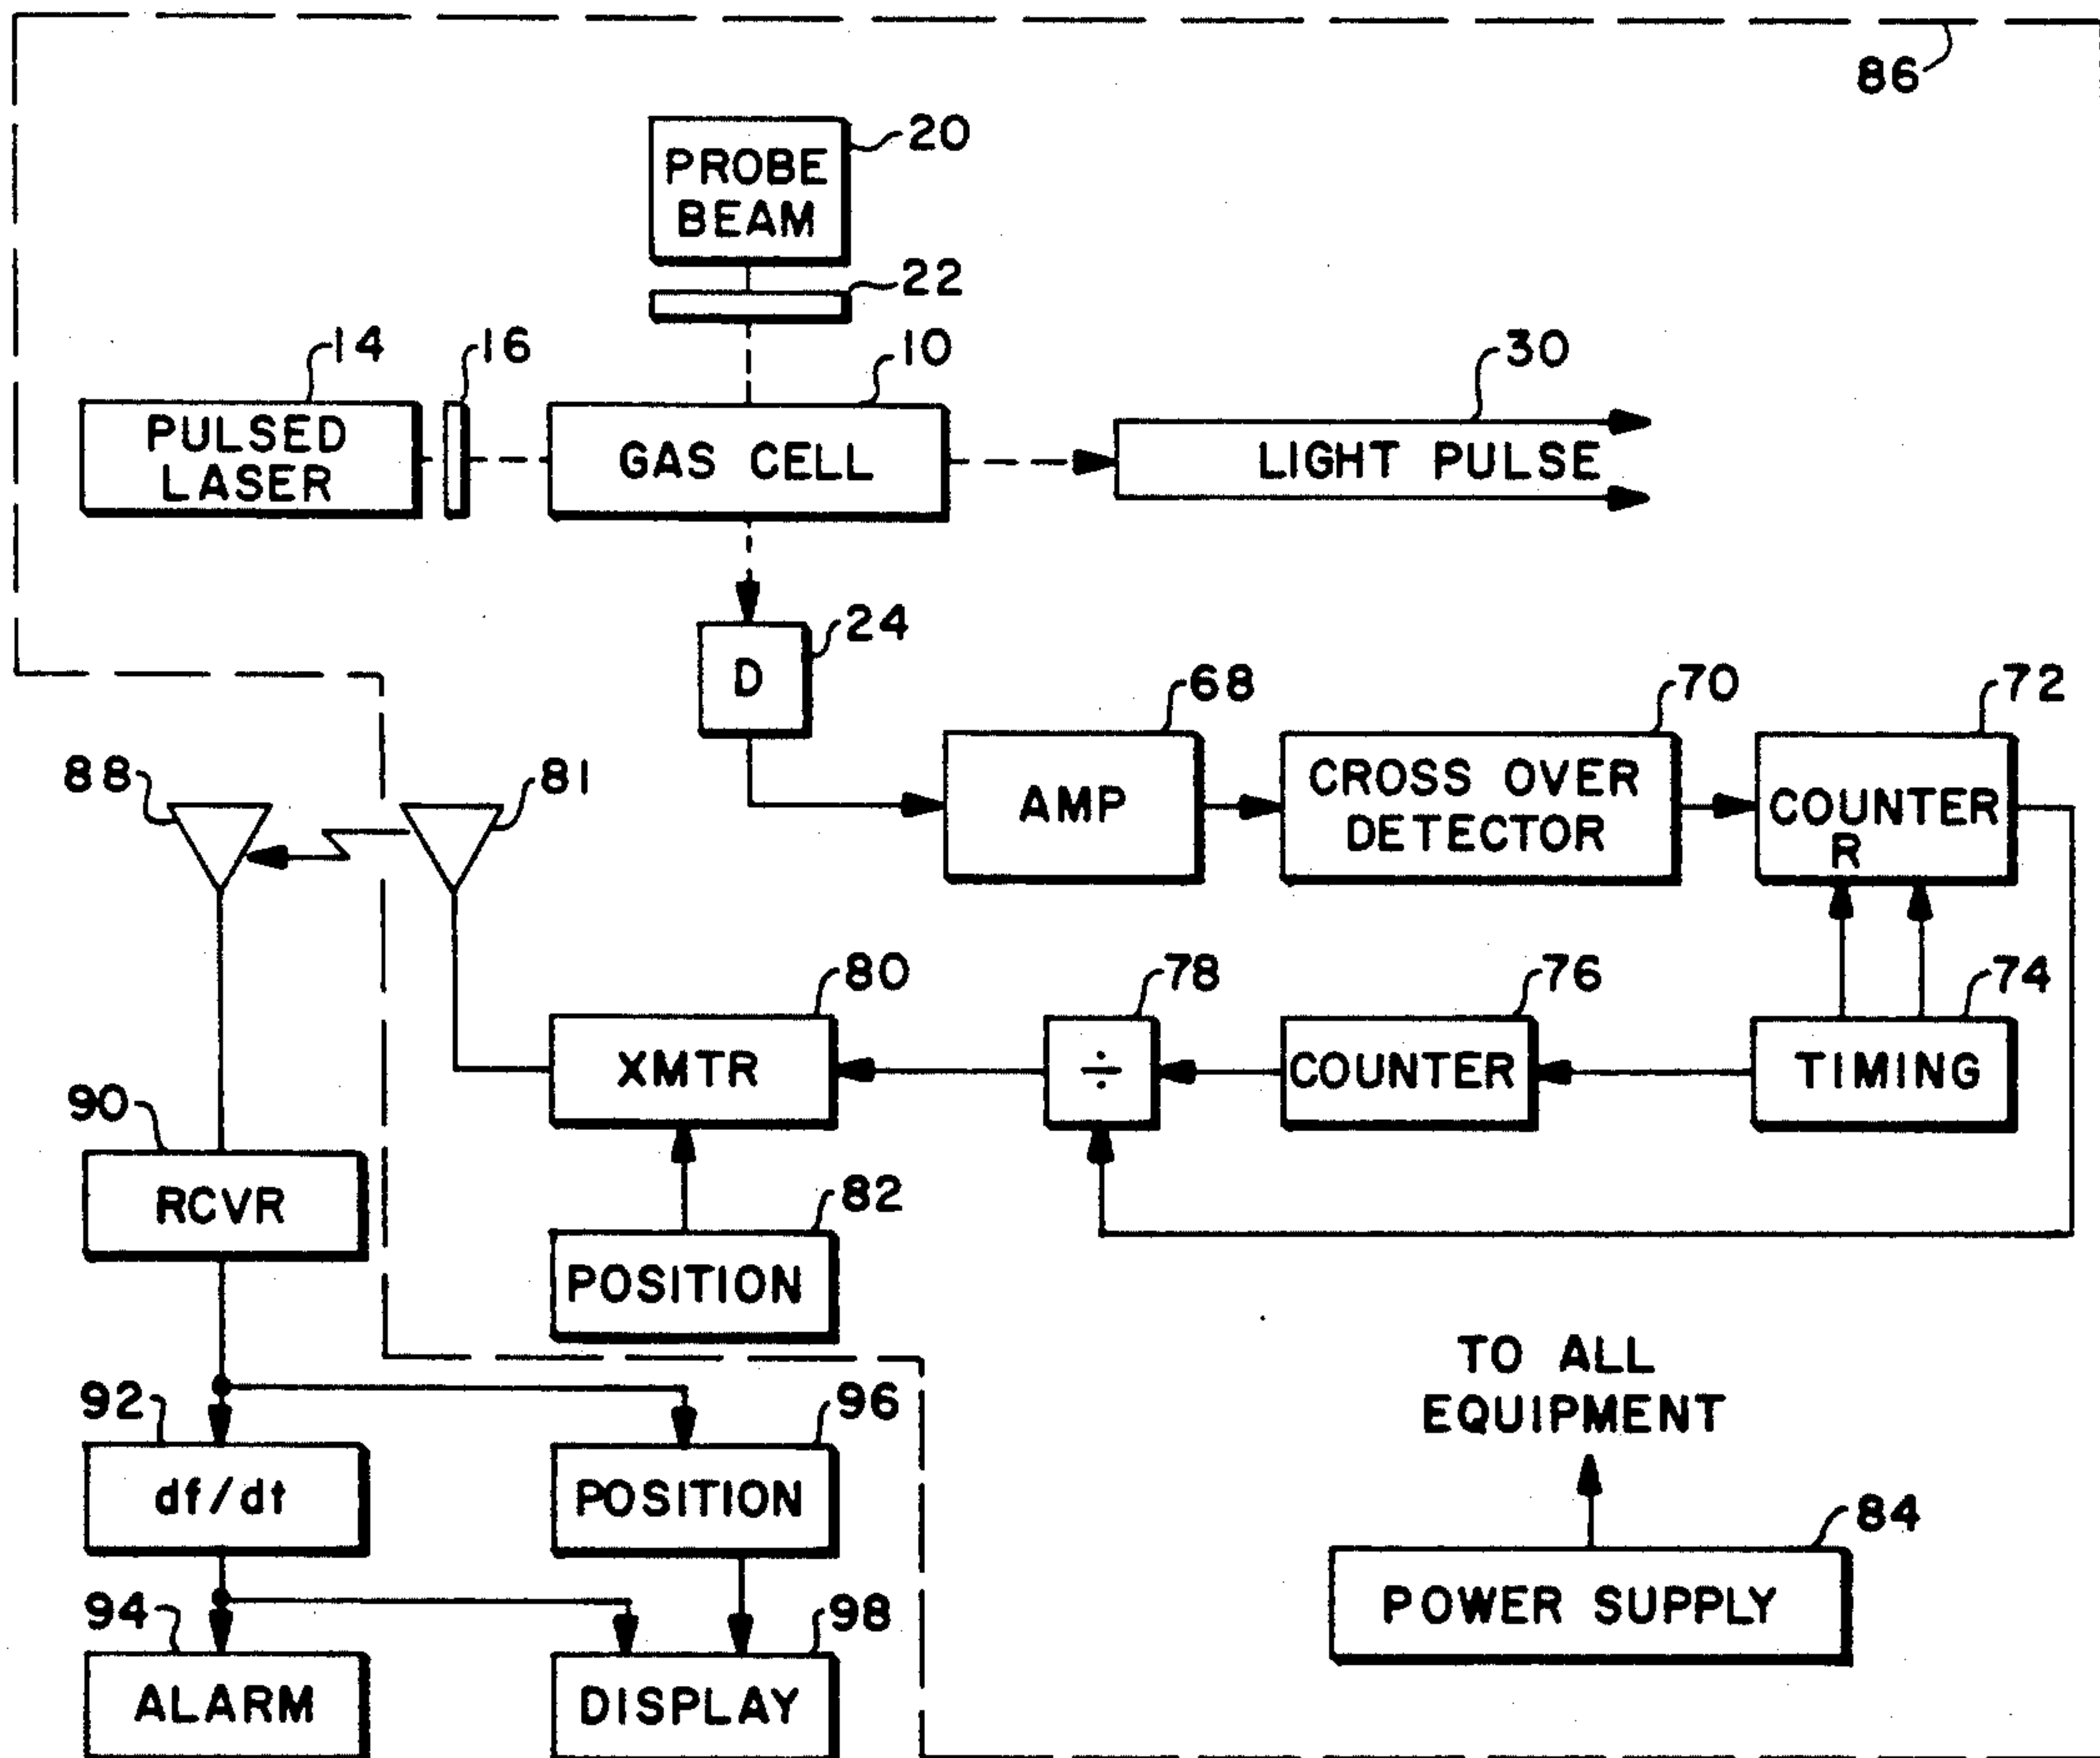 86
20
PROBE
BEAM
22
14
16
10
30
PULSED
LASER
GAS CELL
LIGHT PULSE
24
D
68
70
72
88
81
AMP
CROSS OVER
DETECTOR
COUNTER
R
80
78
76
74
XMTR
÷
COUNTER
TIMING
90
RCVR
82
POSITION
TO ALL
EQUIPMENT
92
96
df/dt
POSITION
84
POWER SUPPLY
94
98
ALARM
DISPLAY